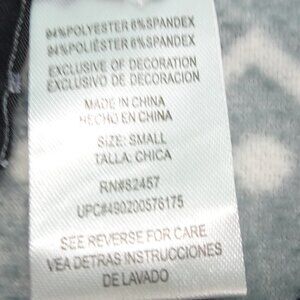 94%POLYESTER 6%SPANDEX
94%POLIÉSTER 6%SPANDEX
EXCLUSIVE OF DECORATION
EXCLUSIVO DE DECORACION
MADE IN CHINA
HECHO EN CHINA
SIZE: SMALL
TALLA: CHICA
RN#82457
UPC#490200576175
SEE REVERSE FOR CARE
VEA DETRAS INSTRUCCIONES
DE LAVADO